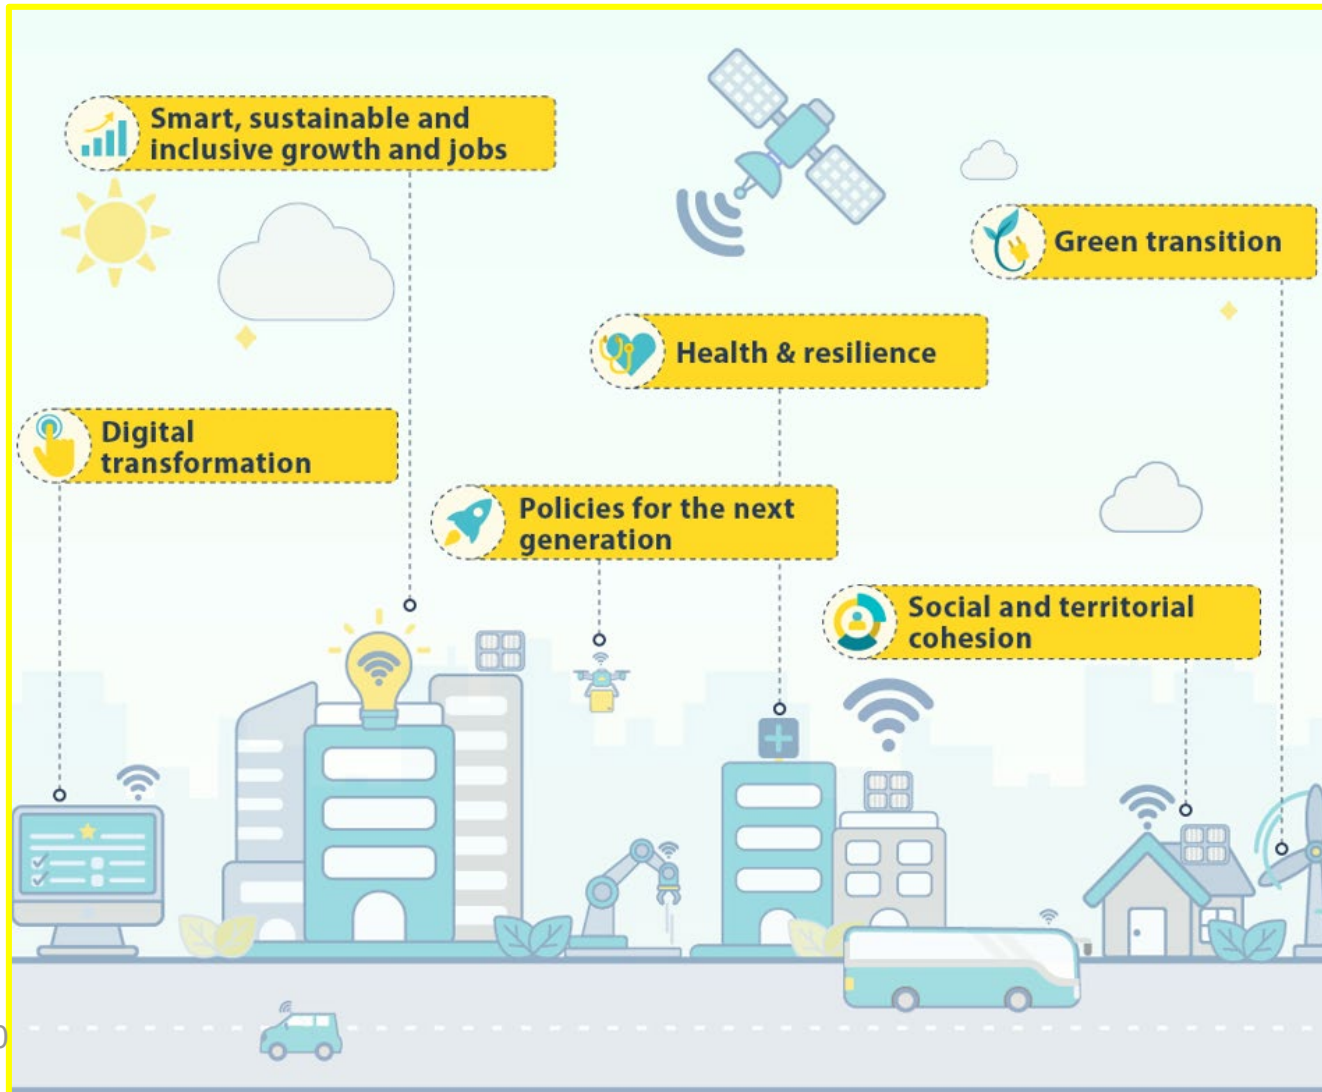 Smart, sustainable and
inclusive growth and jobs
Green transition
Health & resilience
Digital
transformation
Policies for the next
generation
Social and territorial
cohesion